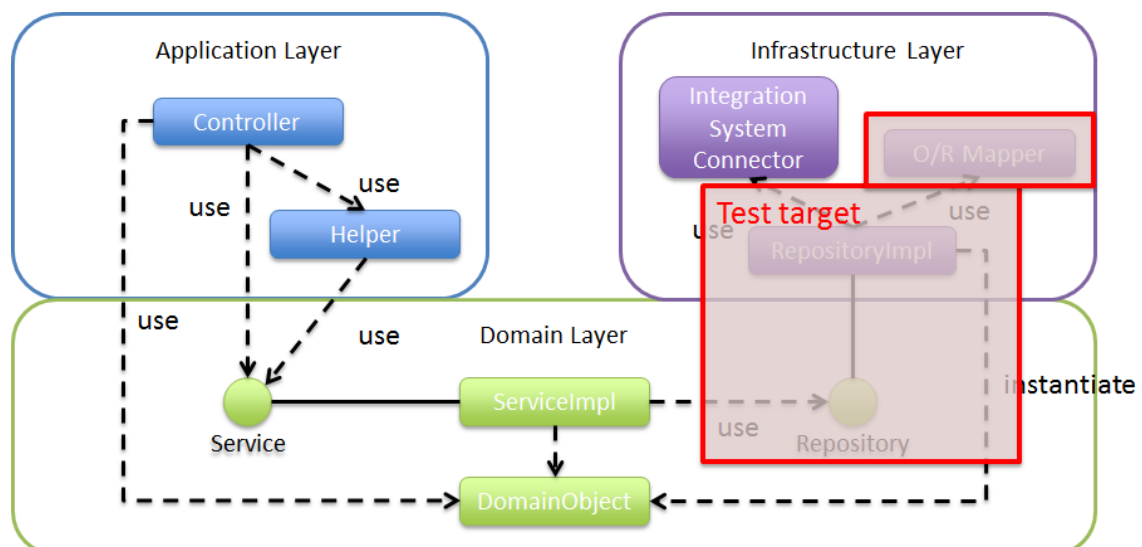 Application Layer
Infrastructure Layer
Controller
Integration
System
Connector
O/R Mapper
use
use
Helper
Test target
use
use
RepositoryImpl
use
use
Domain Layer
instantiate
ServiceImpl
Service
use
Repository
DomainObject